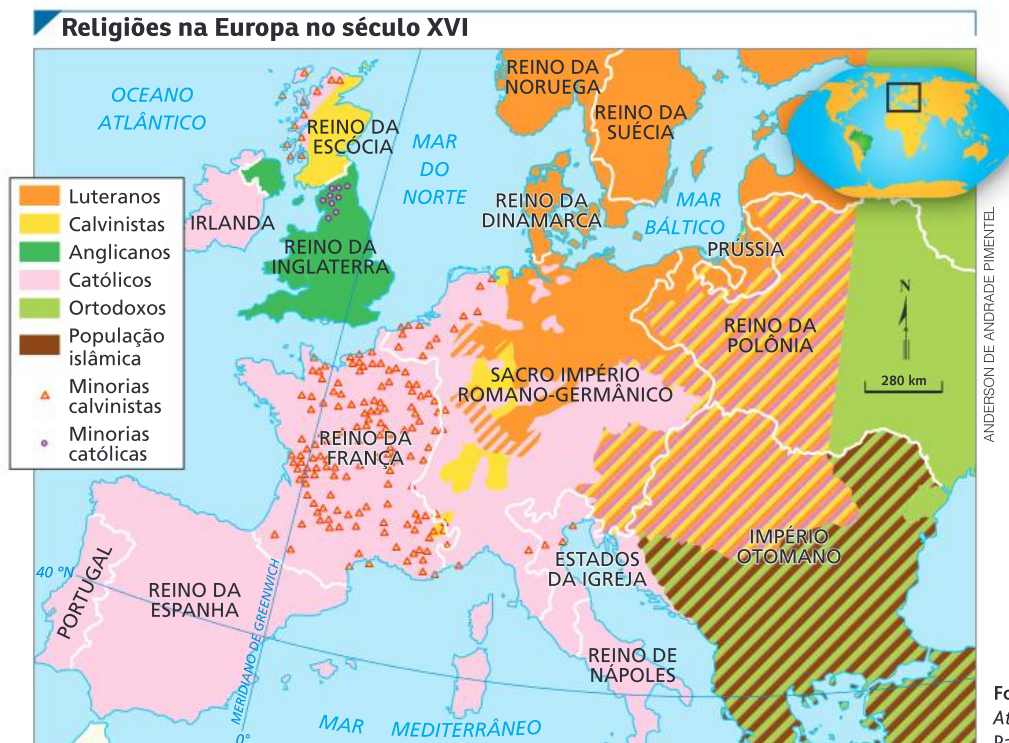 Religiões na Europa no século XVI
OCEANO
ATLÂNTICO
REINO DA
ESCÓCIA
MAR
DO
NORTE
REINO DA
NORUEGA
REINO DA
SUÉCIA
Luteranos
Calvinistas
Anglicanos
Católicos
Ortodoxos
População
islâmica
Minorias
calvinistas
Minorias
católicas
IRLANDA
REINO DA
INGLATERRA
REINO DA
DINAMARCA
MAR
BÁLTICO
PRÚSSIA
REINO DA
POLÔNIA
N
280 km
ANDERSON DE ANDRADE PIMENTEL
SACRO IMPÉRIO
ROMANO-GERMÂNICO
REINO DA
FRANÇA
IMPÉRIO
OTOMANO
ESTADOS
DA IGREJA
40 ºN
PORTUGAL
REINO DA
ESPANHA
MERIDIANO DE GREENWICH
0°
REINO DE
NÁPOLES
MAR MEDITERRÂNEO
Fo
At